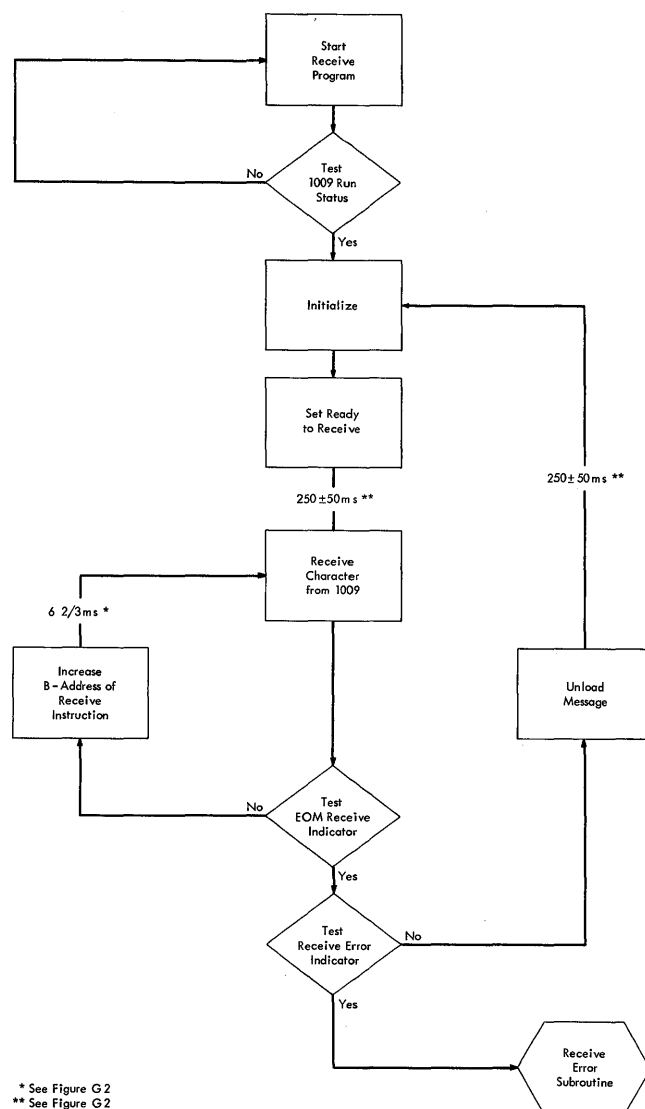 Start
Receive
Program
Test
1009 Run
Status
No
Yes
Initialize
Set Ready
to Receive
250±50ms **
250±50ms **
Receive
Character
from 1009
6 2/3ms *
Increase
B-Address of
Receive
Instruction
Unload
Message
Test
EOM Receive
Indicator
No
Yes
Test
Receive Error
Indicator
No
Yes
Receive
Error
Subroutine
* See Figure G2
** See Figure G2